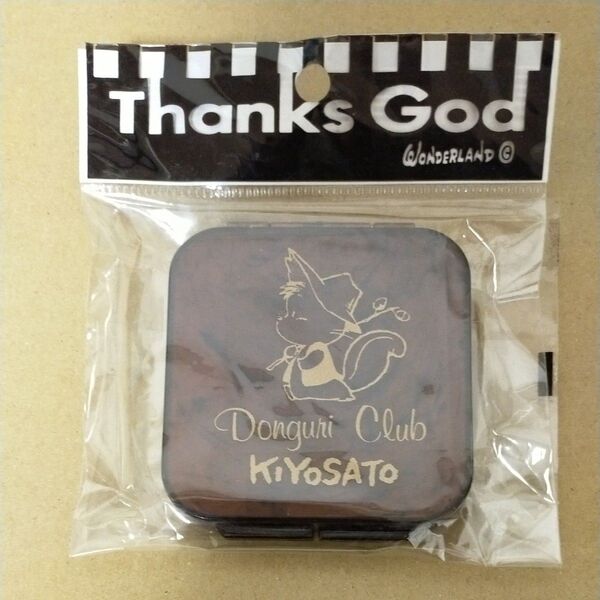 Thanks God
WONDERLAND ©
Donguri Club
KiYOSATO